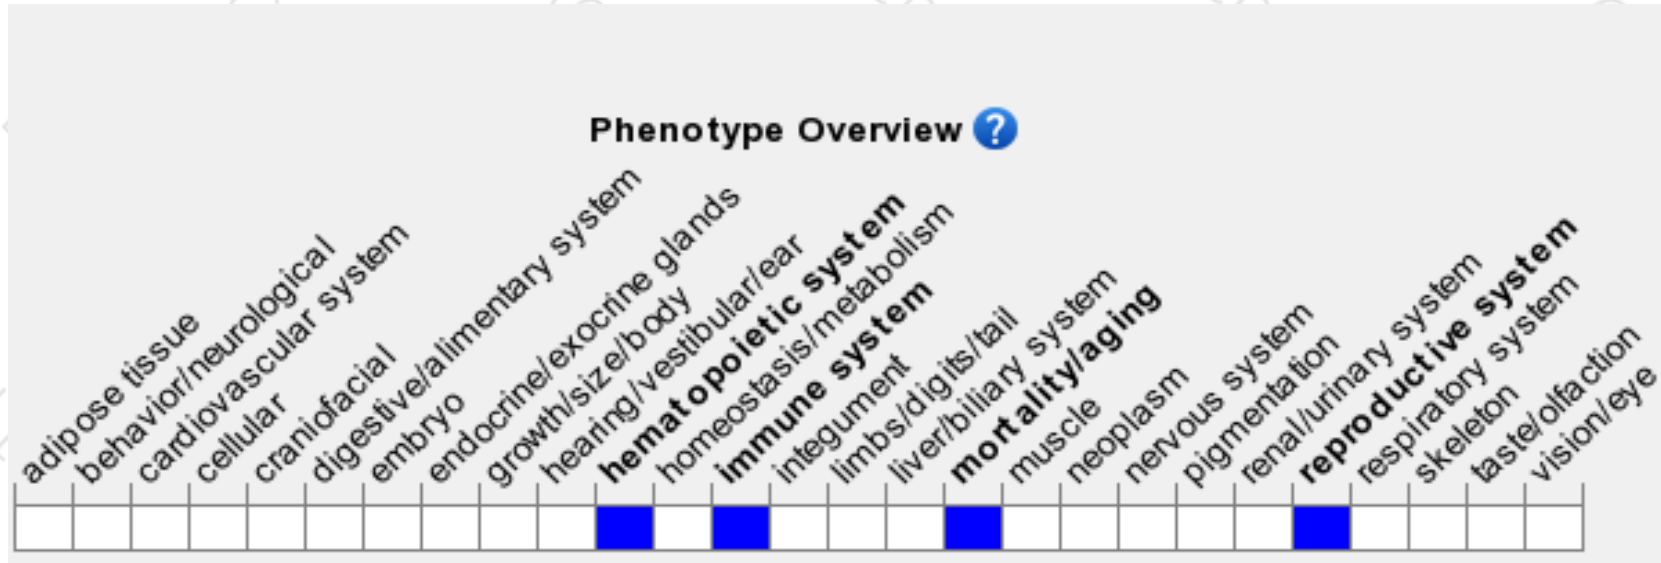 Phenotype Overview ?
adipose tissue
behavior/neurological
cardiovascular system
cellular
craniofacial
digestive/alimentary system
embryo
endocrine/exocrine glands
growth/size/body
hearing/vestibular/ear
hematopoietic system
homeostasis/metabolism
immune system
integument
limbs/digits/tail
liver/biliary system
mortality/aging
muscle
neoplasm
nervous system
pigmentation
renal/urinary system
reproductive system
respiratory system
skeleton
taste/olfaction
vision/eye